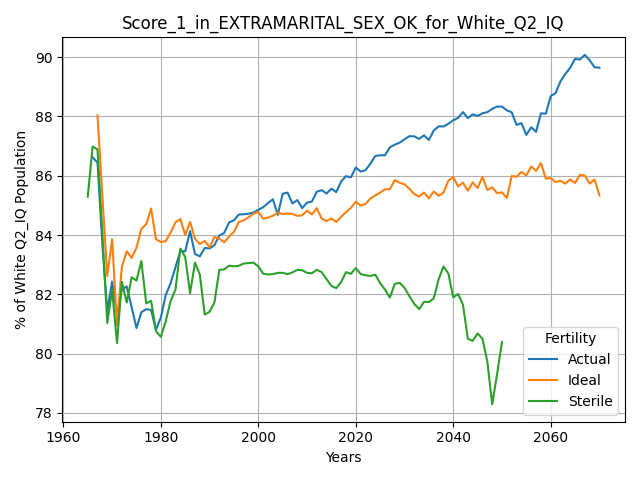 Score_1_in_EXTRAMARITAL_SEX_OK_for_White_Q2_IQ
% of White Q2_IQ Population
90
88
86
84
82
80
78
1960
1980
2000
2020
2040
2060
Years
Fertility
Actual
Ideal
Sterile